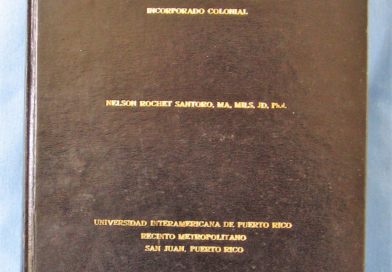 INCORPORADO COLONIAL
NELSON ROCHET SANTORO, MA, MLS, JD, Ph.d.
UNIVERSIDAD INTERAMERICANA DE PUERTO RICO
RECINTO METROPOLITANO
SAN JUAN, PUERTO RICO